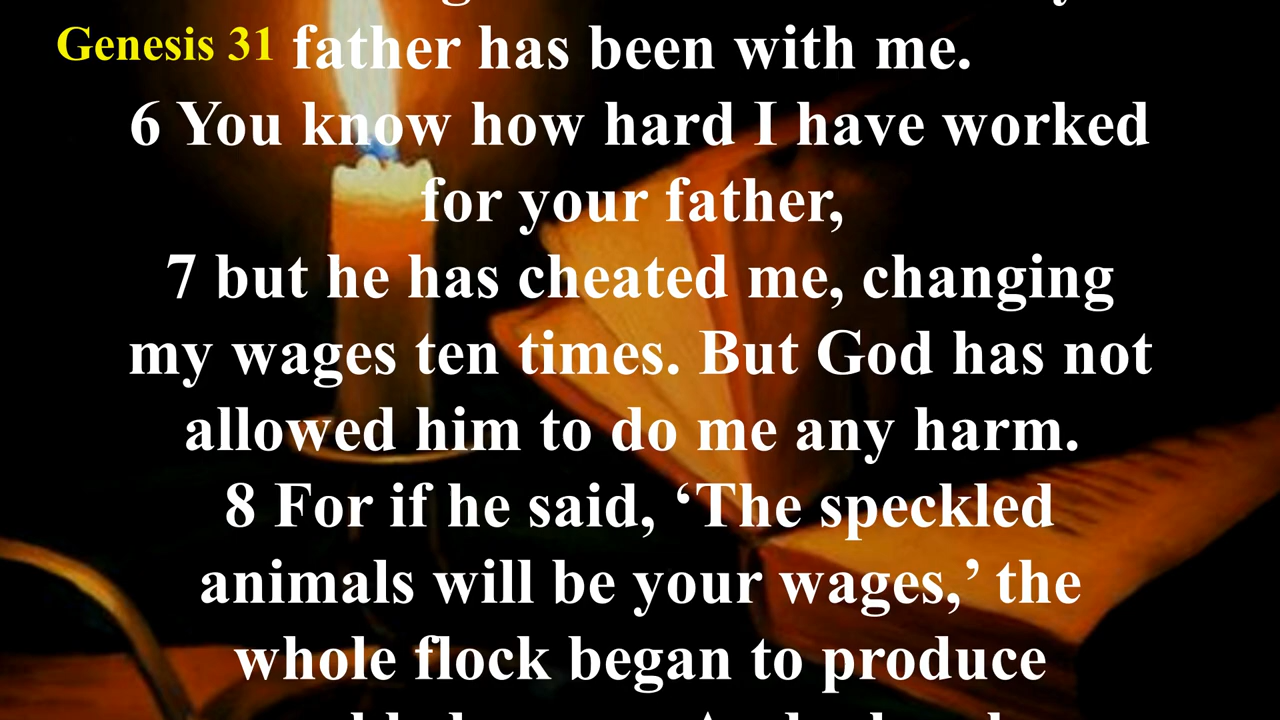 Genesis 31 father has been with me.
6 You know how hard I have worked
for your father,
7 but he has cheated me, changing
my wages ten times. But God has not
allowed him to do me any harm.
8 For if he said, ‘The speckled
animals will be your wages,’ the
whole flock began to produce